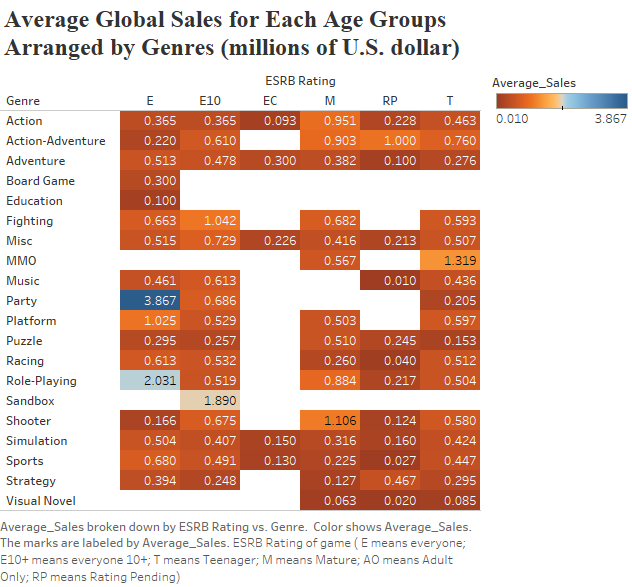 Average Global Sales for Each Age Groups
Arranged by Genres (millions of U.S. dollar)
ESRB Rating
Genre E E10 EC M RP T
Action 0.365 0.365 0.093 0.951 0.228 0.463
Action-Adventure 0.220 0.610 0.903 1.000 0.760
Adventure 0.513 0.478 0.300 0.382 0.100 0.276
Board Game 0.300
Education 0.100
Fighting 0.663 1.042 0.682 0.593
Misc 0.515 0.729 0.226 0.416 0.213 0.507
MMO 0.567 1.319
Music 0.461 0.613 0.010 0.436
Party 3.867 0.686 0.205
Platform 1.025 0.529 0.503 0.597
Puzzle 0.295 0.257 0.510 0.245 0.153
Racing 0.613 0.532 0.260 0.040 0.512
Role-Playing 2.031 0.519 0.884 0.217 0.504
Sandbox 1.890
Shooter 0.166 0.675 1.106 0.124 0.580
Simulation 0.504 0.407 0.150 0.316 0.160 0.424
Sports 0.680 0.491 0.130 0.225 0.027 0.447
Strategy 0.394 0.248 0.127 0.467 0.295
Visual Novel 0.063 0.020 0.085
Average_Sales
0.010 3.867
Average_Sales broken down by ESRB Rating vs. Genre.  Color shows Average_Sales.
The marks are labeled by Average_Sales. ESRB Rating of game ( E means everyone;
E10+ means everyone 10+; T means Teenager; M means Mature; AO means Adult
Only; RP means Rating Pending)